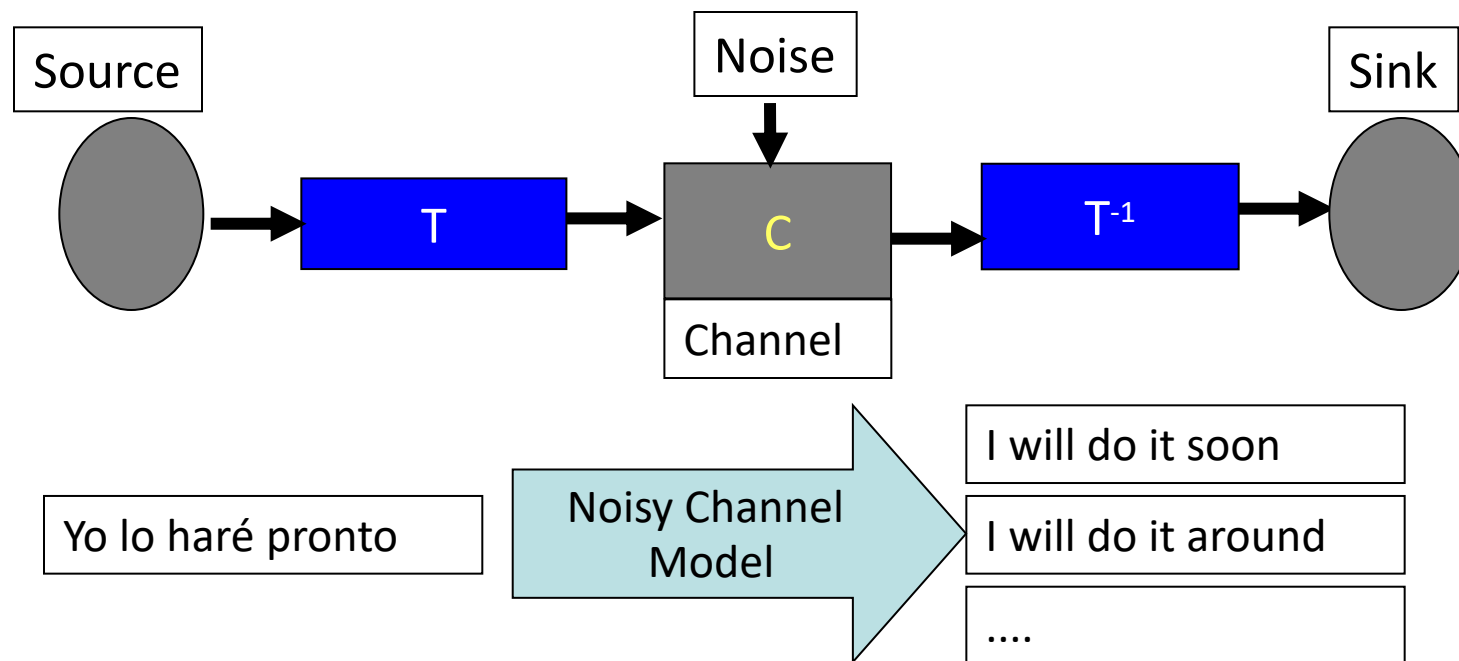 Source
Noise
Sink
T
C
T-1
Channel
Yo lo haré pronto
Noisy Channel
Model
I will do it soon
I will do it around
....